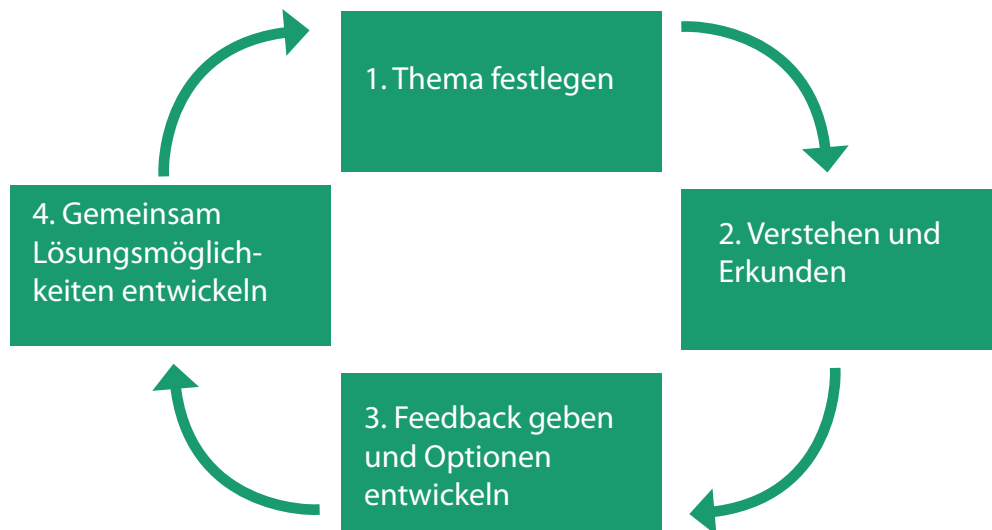 1. Thema festlegen
2. Verstehen und
Erkunden
3. Feedback geben
und Optionen
entwickeln
4. Gemeinsam
Lösungsmöglich-
keiten entwickeln